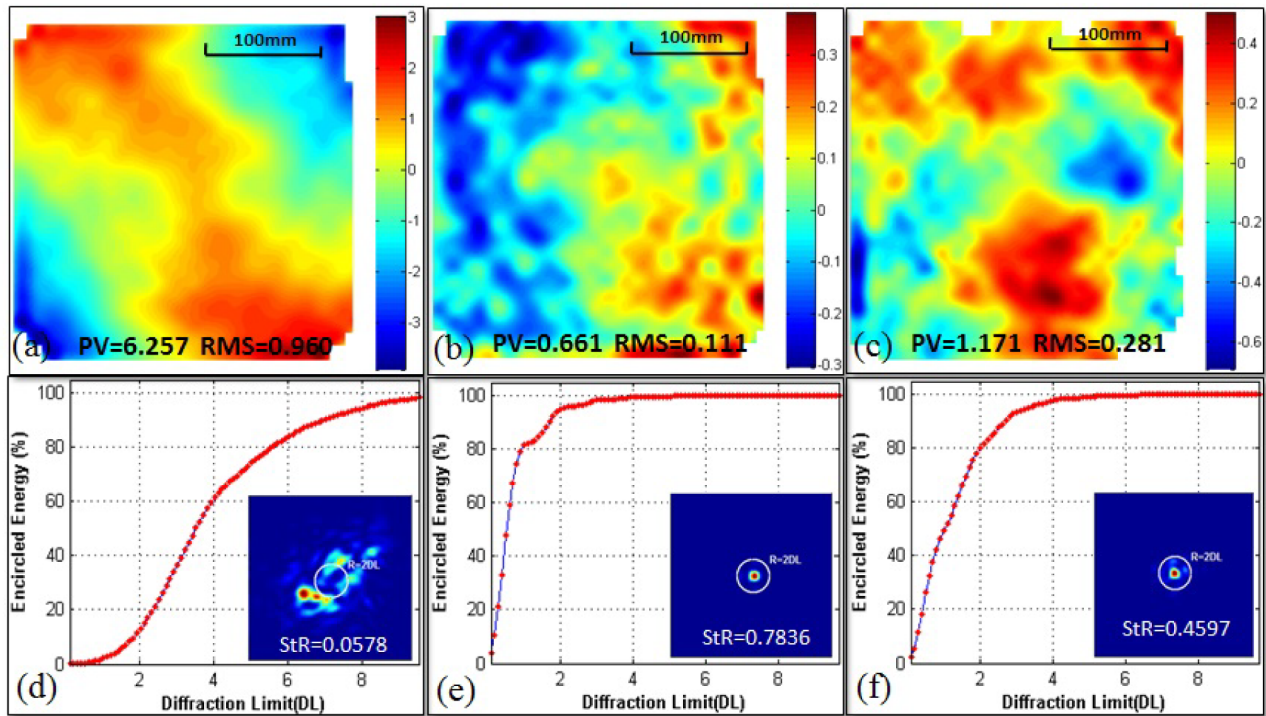 100mm
3
2
1
0
-1
-2
-3
(a) PV=6.257 RMS=0.960
100mm
0.3
0.2
0.1
0
-0.1
-0.2
-0.3
(b) PV=0.661 RMS=0.111
100mm
0.4
0.2
0
-0.2
-0.4
-0.6
(c) PV=1.171 RMS=0.281
Encircled Energy (%)
100
80
60
40
20
0
R=2DL
StR=0.0578
0 2 4 6 8
(d) Diffraction Limit(DL)
Encircled Energy (%)
100
80
60
40
20
0
R=2DL
StR=0.7836
0 2 4 6 8
(e) Diffraction Limit(DL)
Encircled Energy (%)
100
80
60
40
20
0
R=2DL
StR=0.4597
0 2 4 6 8
(f) Diffraction Limit(DL)